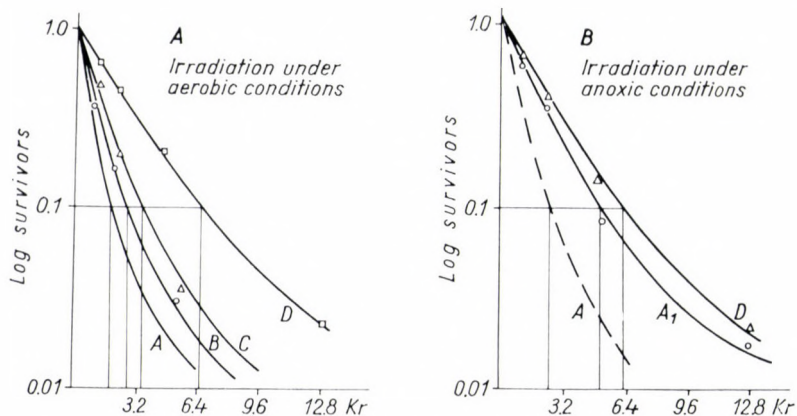 A
Irradiation under
aerobic conditions
Log survivors
1.0
0.1
0.01
A
B
C
D
3.2
6.4
9.6
12.8 Kr
B
Irradiation under
anoxic conditions
Log survivors
1.0
0.1
0.01
A
A1
D
3.2
6.4
9.6
12.8 Kr